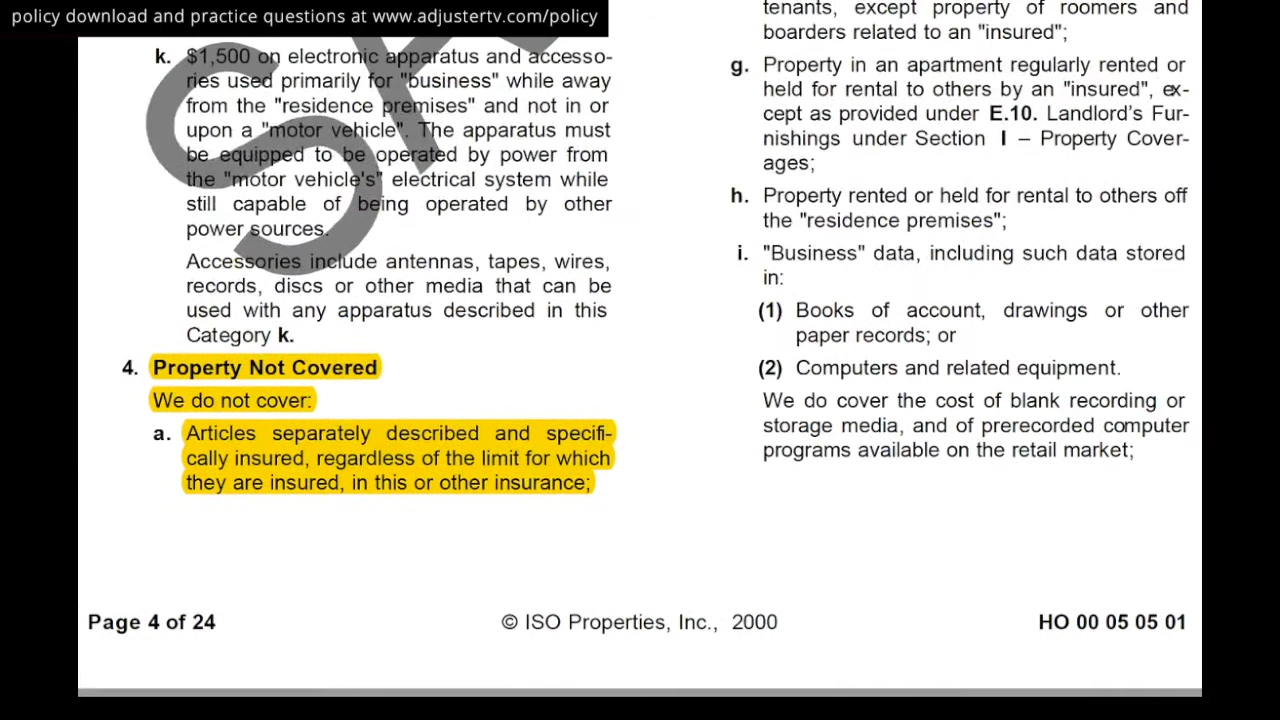 policy download and practice questions at www.adjustertv.com/policy
k. $1,500 on electronic apparatus and accesso-
ries used primarily for "business" while away
from the "residence premises" and not in or
upon a "motor vehicle". The apparatus must
be equipped to be operated by power from
the "motor vehicle's" electrical system while
still capable of being operated by other
power sources.
Accessories include antennas, tapes, wires,
records, discs or other media that can be
used with any apparatus described in this
Category k.
4. Property Not Covered
We do not cover:
a. Articles separately described and specifi-
cally insured, regardless of the limit for which
they are insured, in this or other insurance;
tenants, except property of roomers and
boarders related to an "insured";
g. Property in an apartment regularly rented or
held for rental to others by an "insured", ex-
cept as provided under E.10. Landlord's Fur-
nishings under Section I – Property Cover-
ages;
h. Property rented or held for rental to others off
the "residence premises";
i. "Business" data, including such data stored
in:
(1) Books of account, drawings or other
paper records; or
(2) Computers and related equipment.
We do cover the cost of blank recording or
storage media, and of prerecorded computer
programs available on the retail market;
Page 4 of 24
© ISO Properties, Inc., 2000
HO 00 05 05 01